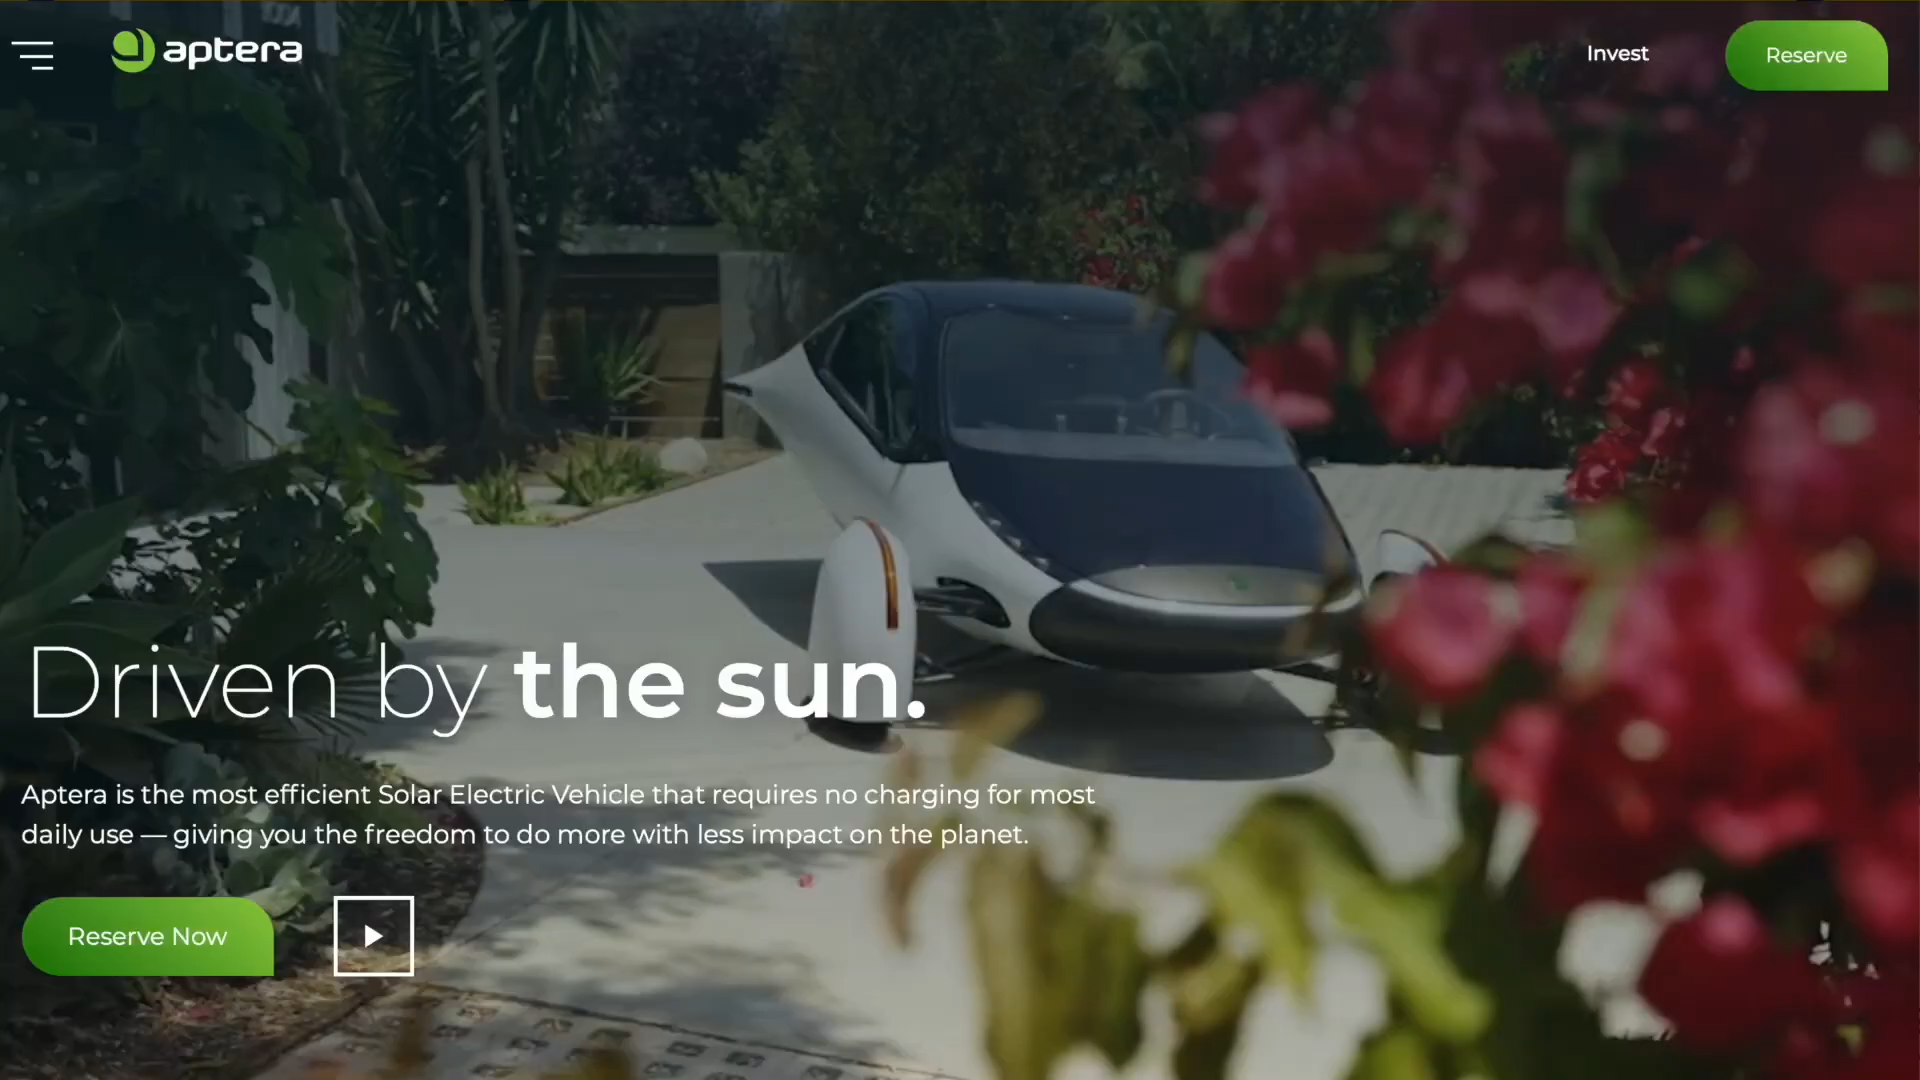 aptera
Invest
Reserve
Driven by the sun.
Aptera is the most efficient Solar Electric Vehicle that requires no charging for most
daily use — giving you the freedom to do more with less impact on the planet.
Reserve Now